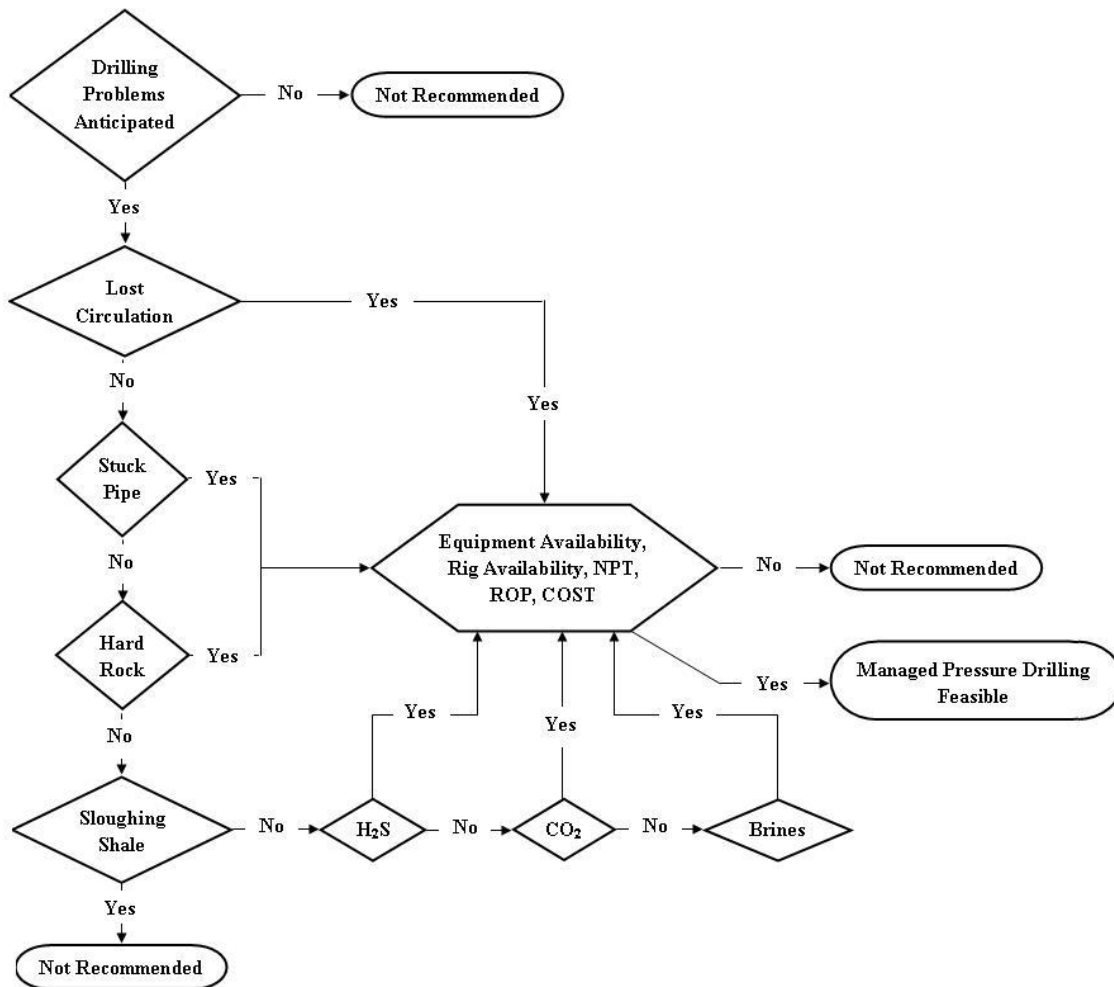 Drilling
Problems
Anticipated
No
Not Recommended
Yes
Lost
Circulation
Yes
No
Yes
Stuck
Pipe
Yes
No
Equipment Availability,
Rig Availability, NPT,
ROP, COST
No
Not Recommended
Hard
Rock
Yes
Yes
Managed Pressure Drilling
Feasible
No
Yes
Yes
Yes
Sloughing
Shale
No
H₂S
No
CO₂
No
Brines
Yes
Not Recommended